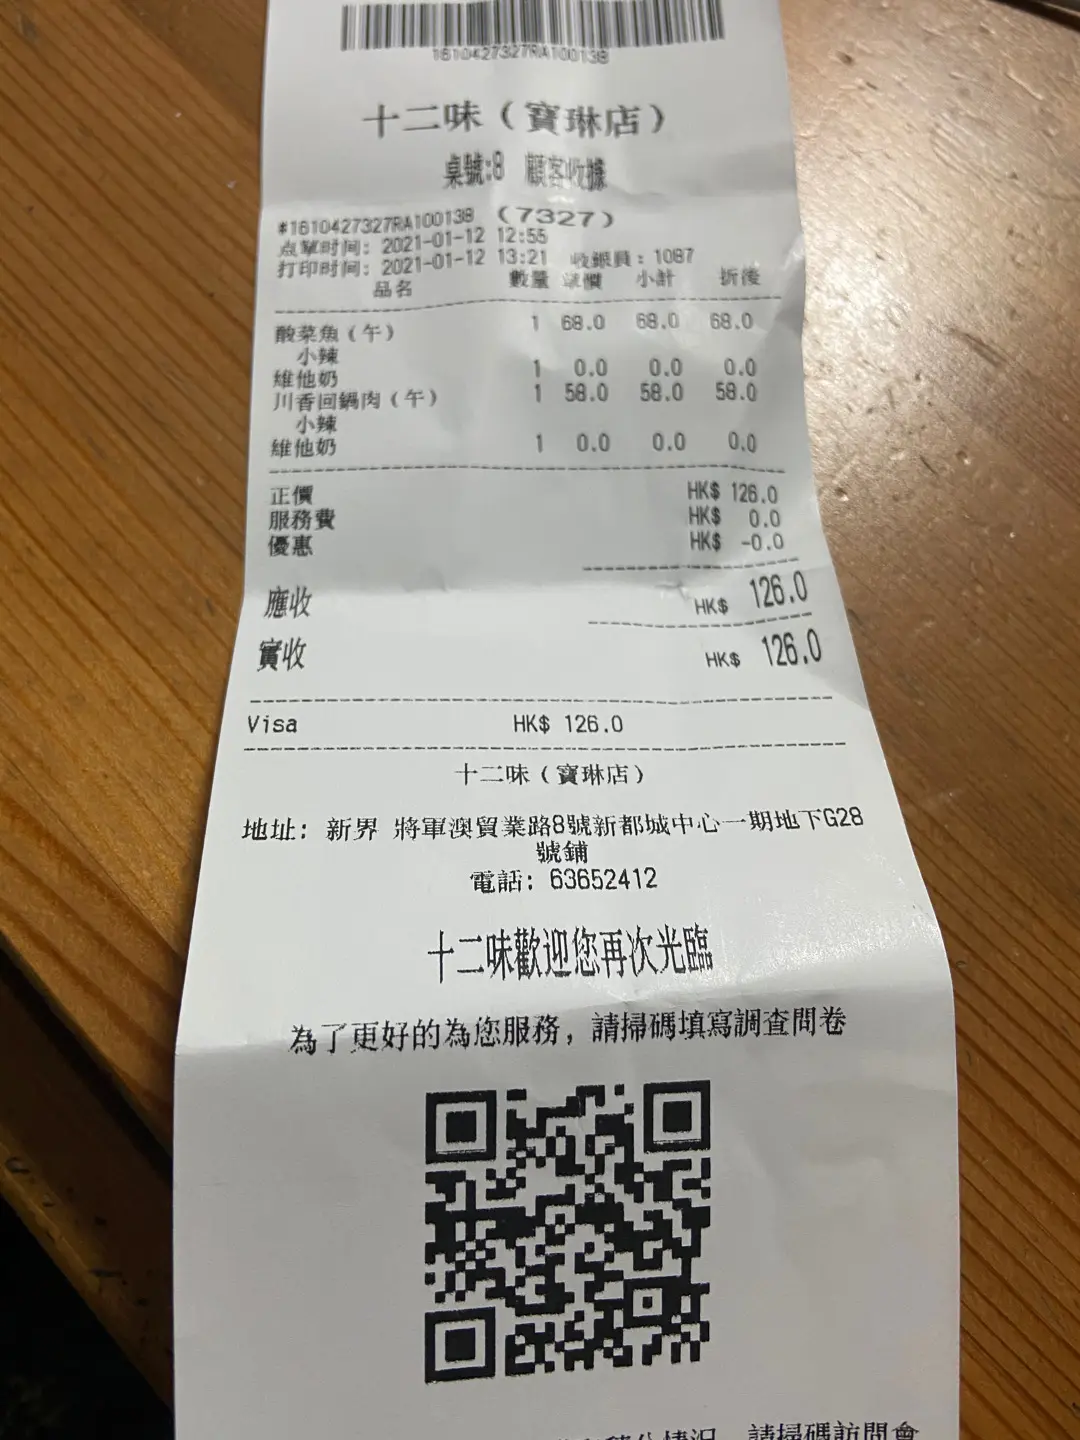 1610427327RA100138
十二味（寶琳店）
桌號:8 顧客收據
*1610427327RA100138 （7327）
点單时间: 2021-01-12 12:55
打印时间: 2021-01-12 13:21 收銀員: 1087
品名 數量 單價 小計 折後
酸菜魚（午） 1 68.0 68.0 68.0
小辣
維他奶 1 0.0 0.0 0.0
川香回鍋肉（午） 1 58.0 58.0 58.0
小辣
維他奶 1 0.0 0.0 0.0
正價 HK$ 126.0
服務費 HK$ 0.0
優惠 HK$ -0.0
應收 HK$ 126.0
實收 HK$ 126.0
Visa HK$ 126.0
十二味（寶琳店）
地址: 新界 將軍澳貿業路8號新都城中心一期地下G28
號鋪
電話: 63652412
十二味歡迎您再次光臨
為了更好的為您服務, 請掃碼填寫調查問卷
情況 請掃碼訪問會